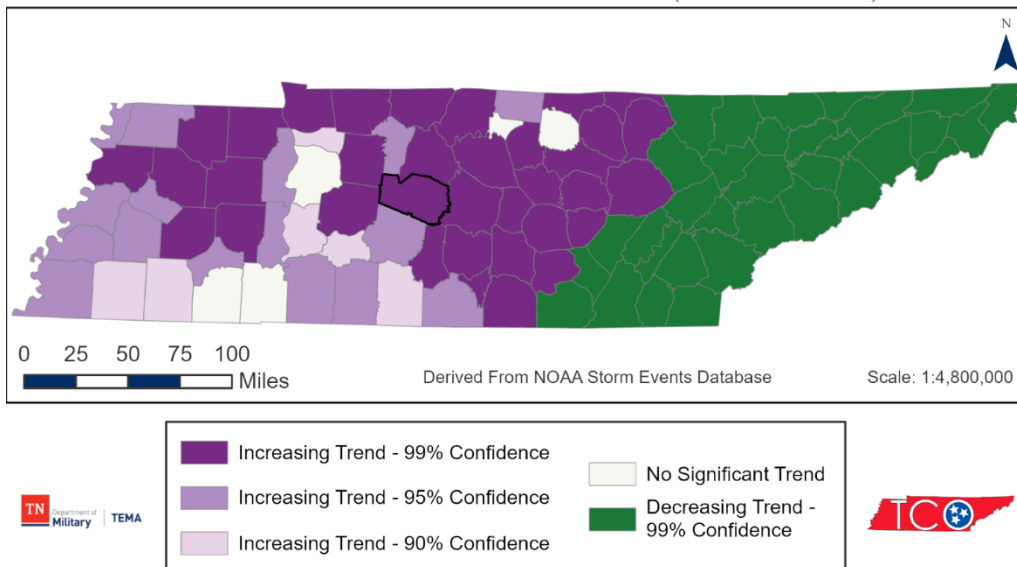 N
0 25 50 75 100
Miles
Derived From NOAA Storm Events Database
Scale: 1:4,800,000
Increasing Trend - 99% Confidence
Increasing Trend - 95% Confidence
Increasing Trend - 90% Confidence
No Significant Trend
Decreasing Trend -
99% Confidence
TN
Department of
Military
TEMA
TCO